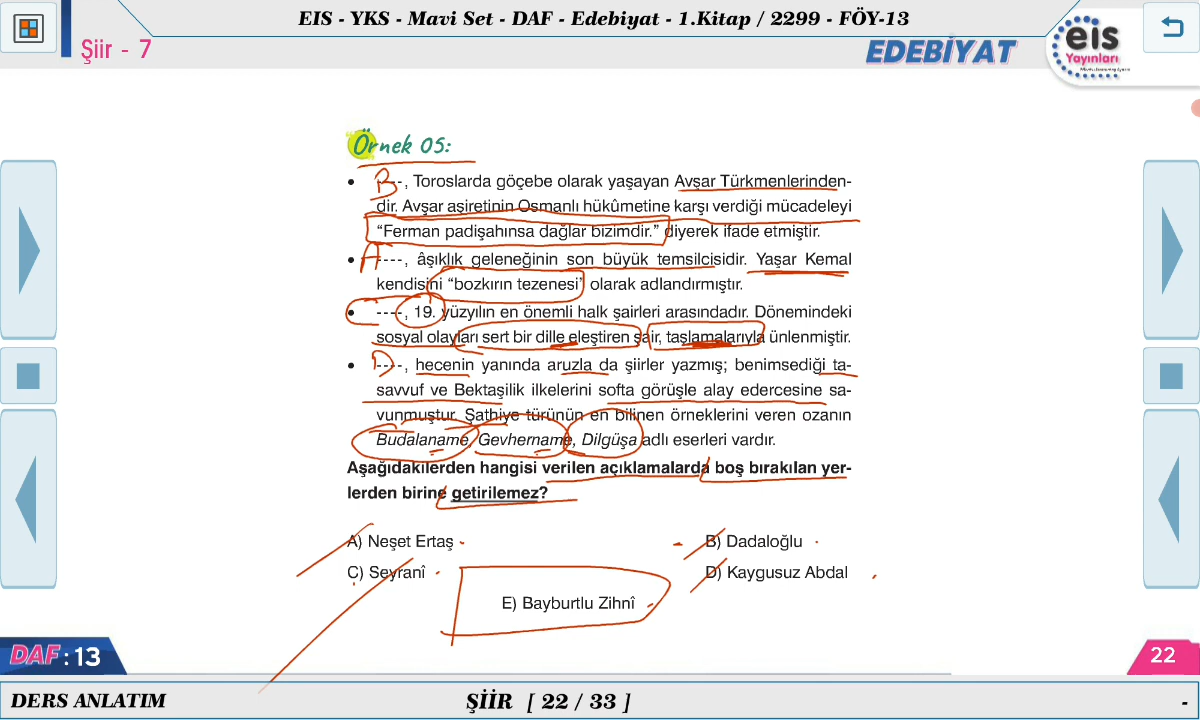 EIS - YKS - Mavi Set - DAF - Edebiyat - 1.Kitap / 2299 - FÖY-13
Şiir - 7
EDEBİYAT
eis
Yayınları
Örnek 05:
• B ----, Toroslarda göçebe olarak yaşayan Avşar Türkmenlerinden-
dir. Avşar aşiretinin Osmanlı hükûmetine karşı verdiği mücadeleyi
“Ferman padişahınsa dağlar bizimdir.” diyerek ifade etmiştir.
• A ----, âşıklık geleneğinin son büyük temsilcisidir. Yaşar Kemal
kendisini “bozkırın tezenesi” olarak adlandırmıştır.
• ----, 19. yüzyılın en önemli halk şairleri arasındadır. Dönemindeki
sosyal olayları sert bir dille eleştiren şair, taşlamalarıyla ünlenmiştir.
• D ----, hecenin yanında aruzla da şiirler yazmış; benimsediği ta-
savvuf ve Bektaşilik ilkelerini softa görüşle alay edercesine sa-
vunmuştur. Şathiye türünün en bilinen örneklerini veren ozanın
Budalaname, Gevhername, Dilgüşa adlı eserleri vardır.
Aşağıdakilerden hangisi verilen açıklamalarda boş bırakılan yer-
lerden birine getirilemez?
A) Neşet Ertaş
B) Dadaloğlu
C) Seyranî
D) Kaygusuz Abdal
E) Bayburtlu Zihnî
DAF : 13
22
DERS ANLATIM
ŞİİR [ 22 / 33 ]
-